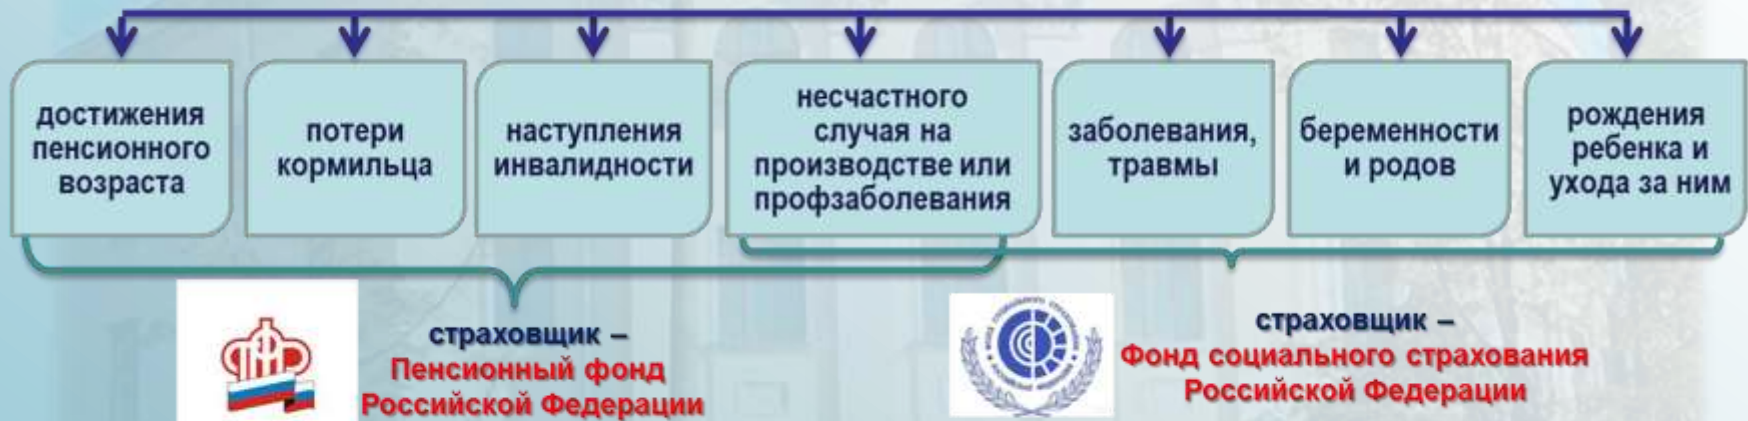 достижения
пенсионного
возраста
потери
кормильца
наступления
инвалидности
несчастного
случая на
производстве или
профзаболевания
заболевания,
травмы
беременности
и родов
рождения
ребенка и
ухода за ним
страховщик –
Пенсионный фонд
Российской Федерации
страховщик –
Фонд социального страхования
Российской Федерации